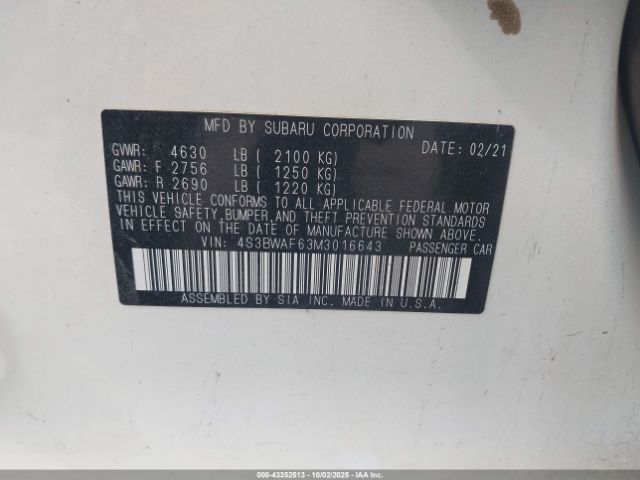 MFD BY SUBARU CORPORATION
GVWR: 4630 LB ( 2100 KG) DATE: 02/21
GAWR: F 2756 LB ( 1250 KG)
GAWR: R 2690 LB ( 1220 KG)
THIS VEHICLE CONFORMS TO ALL APPLICABLE FEDERAL MOTOR
VEHICLE SAFETY, BUMPER, AND THEFT PREVENTION STANDARDS
IN EFFECT ON THE DATE OF MANUFACTURE SHOWN ABOVE.
VIN: 4S3BWAF63M3016643 PASSENGER CAR
ASSEMBLED BY SIA INC. MADE IN U.S.A.
000-43352513 - 10/02/2025 - IAAI.COM